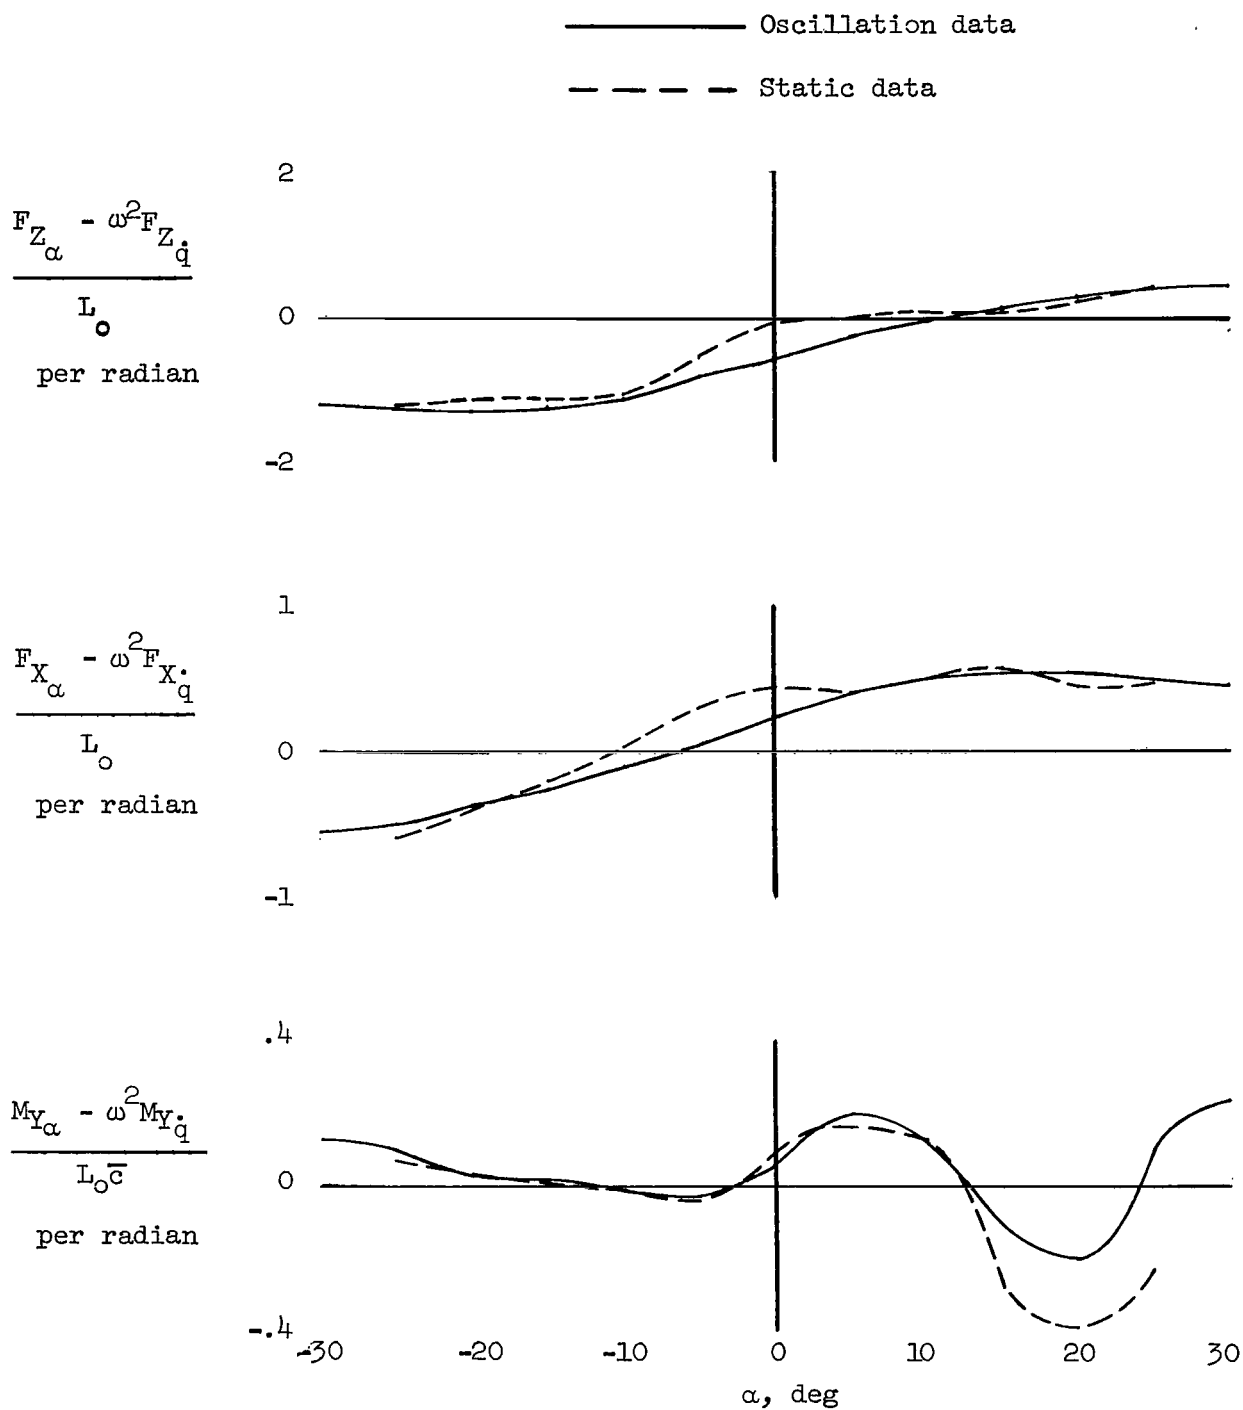 Oscillation data
Static data
2
F_Zα - ω²F_Zq̇
L_o
per radian
0
-2
1
F_Xα - ω²F_Xq̇
L_o
per radian
0
-1
.4
M_Yα - ω²M_Yq̇
L_o c̅
per radian
0
-.4
-30 -20 -10 0 10 20 30
α, deg